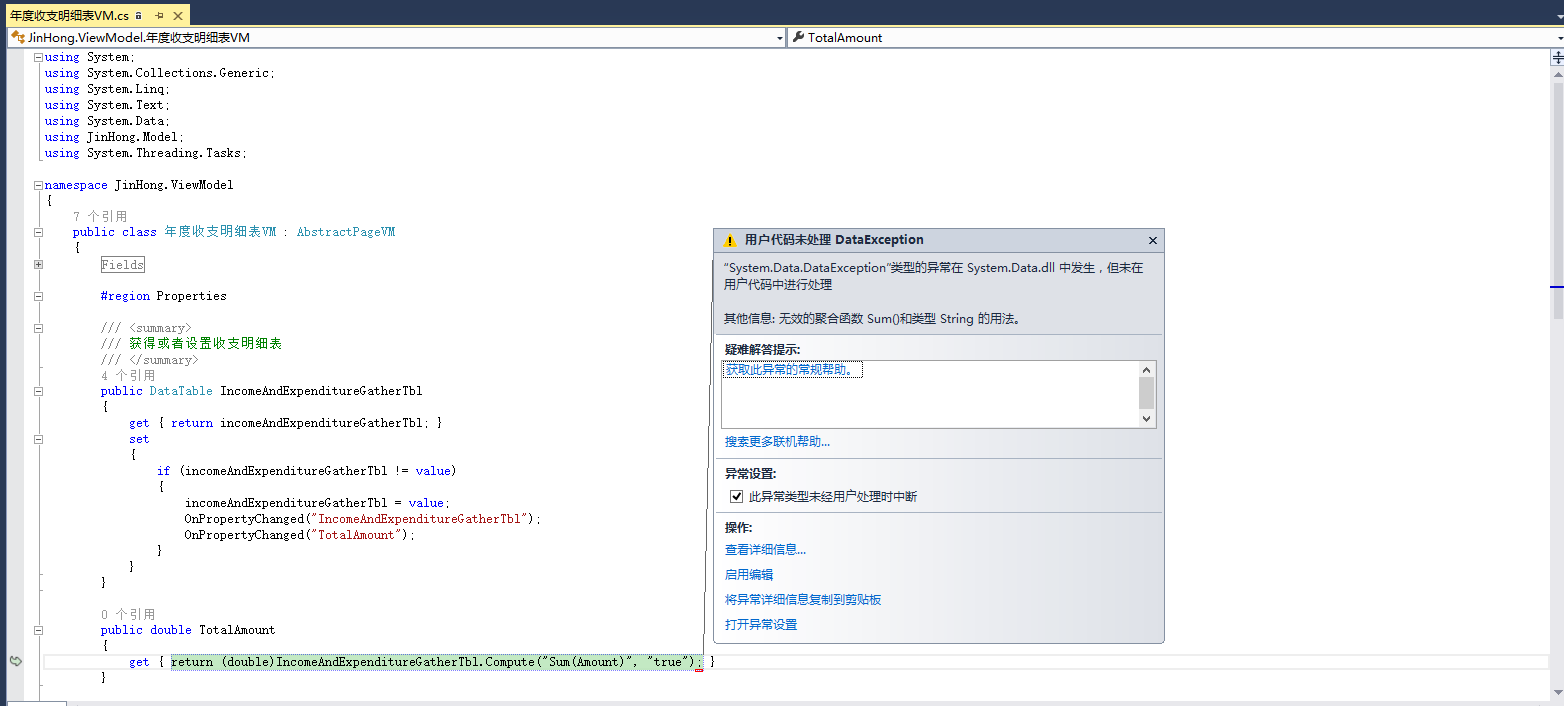 年度收支明细表VM.cs
JinHong.ViewModel.年度收支明细表VM
TotalAmount
using System;
using System.Collections.Generic;
using System.Linq;
using System.Text;
using System.Data;
using JinHong.Model;
using System.Threading.Tasks;
namespace JinHong.ViewModel
{
7 个引用
public class 年度收支明细表VM : AbstractPageVM
{
Fields
#region Properties
/// <summary>
/// 获得或者设置收支明细表
/// </summary>
4 个引用
public DataTable IncomeAndExpenditureGatherTbl
{
get { return incomeAndExpenditureGatherTbl; }
set
{
if (incomeAndExpenditureGatherTbl != value)
{
incomeAndExpenditureGatherTbl = value;
OnPropertyChanged("IncomeAndExpenditureGatherTbl");
OnPropertyChanged("TotalAmount");
}
}
}
0 个引用
public double TotalAmount
{
get { return (double)IncomeAndExpenditureGatherTbl.Compute("Sum(Amount)", "true"); }
}
用户代码未处理 DataException
“System.Data.DataException”类型的异常在 System.Data.dll 中发生，但未在
用户代码中进行处理
其他信息: 无效的聚合函数 Sum()和类型 String 的用法。
疑难解答提示:
获取此异常的常规帮助。
搜索更多联机帮助...
异常设置:
此异常类型未经用户处理时中断
操作:
查看详细信息...
启用编辑
将异常详细信息复制到剪贴板
打开异常设置